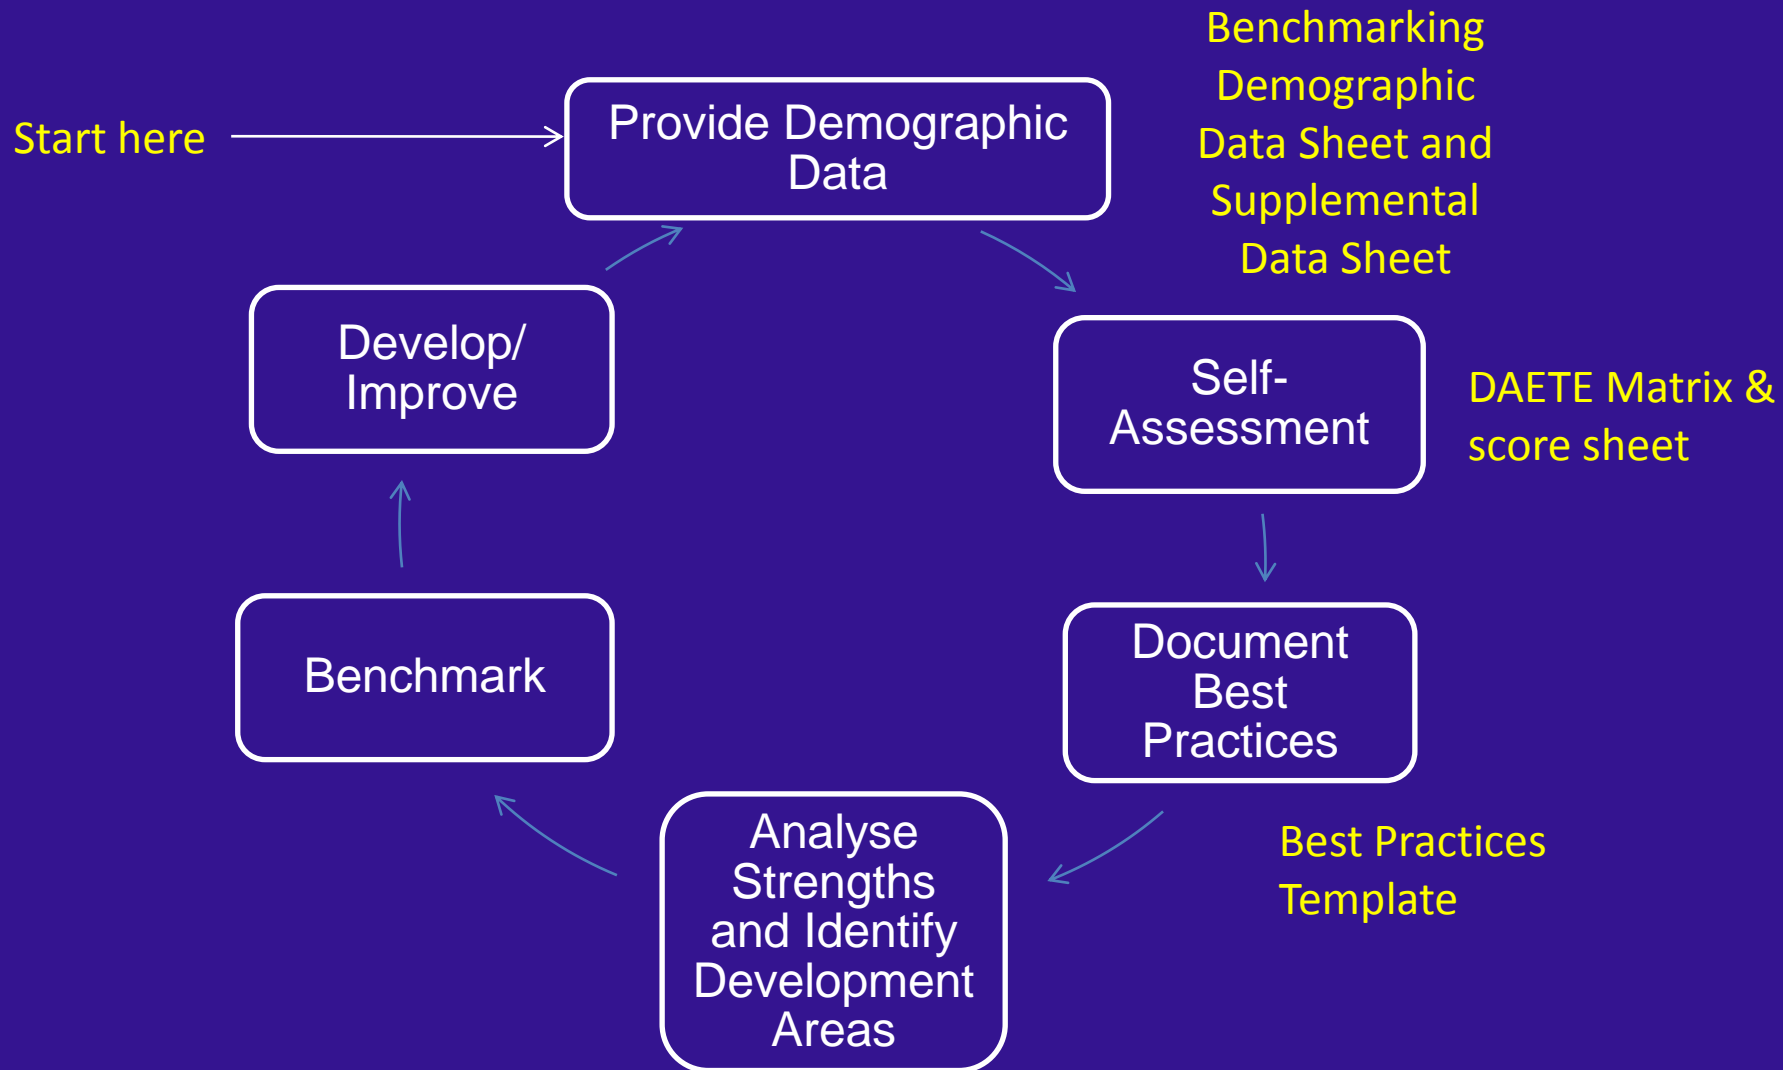 Start here
Provide Demographic
Data
Benchmarking
Demographic
Data Sheet and
Supplemental
Data Sheet
Self-
Assessment
DAETE Matrix &
score sheet
Document
Best
Practices
Best Practices
Template
Analyse
Strengths
and Identify
Development
Areas
Benchmark
Develop/
Improve